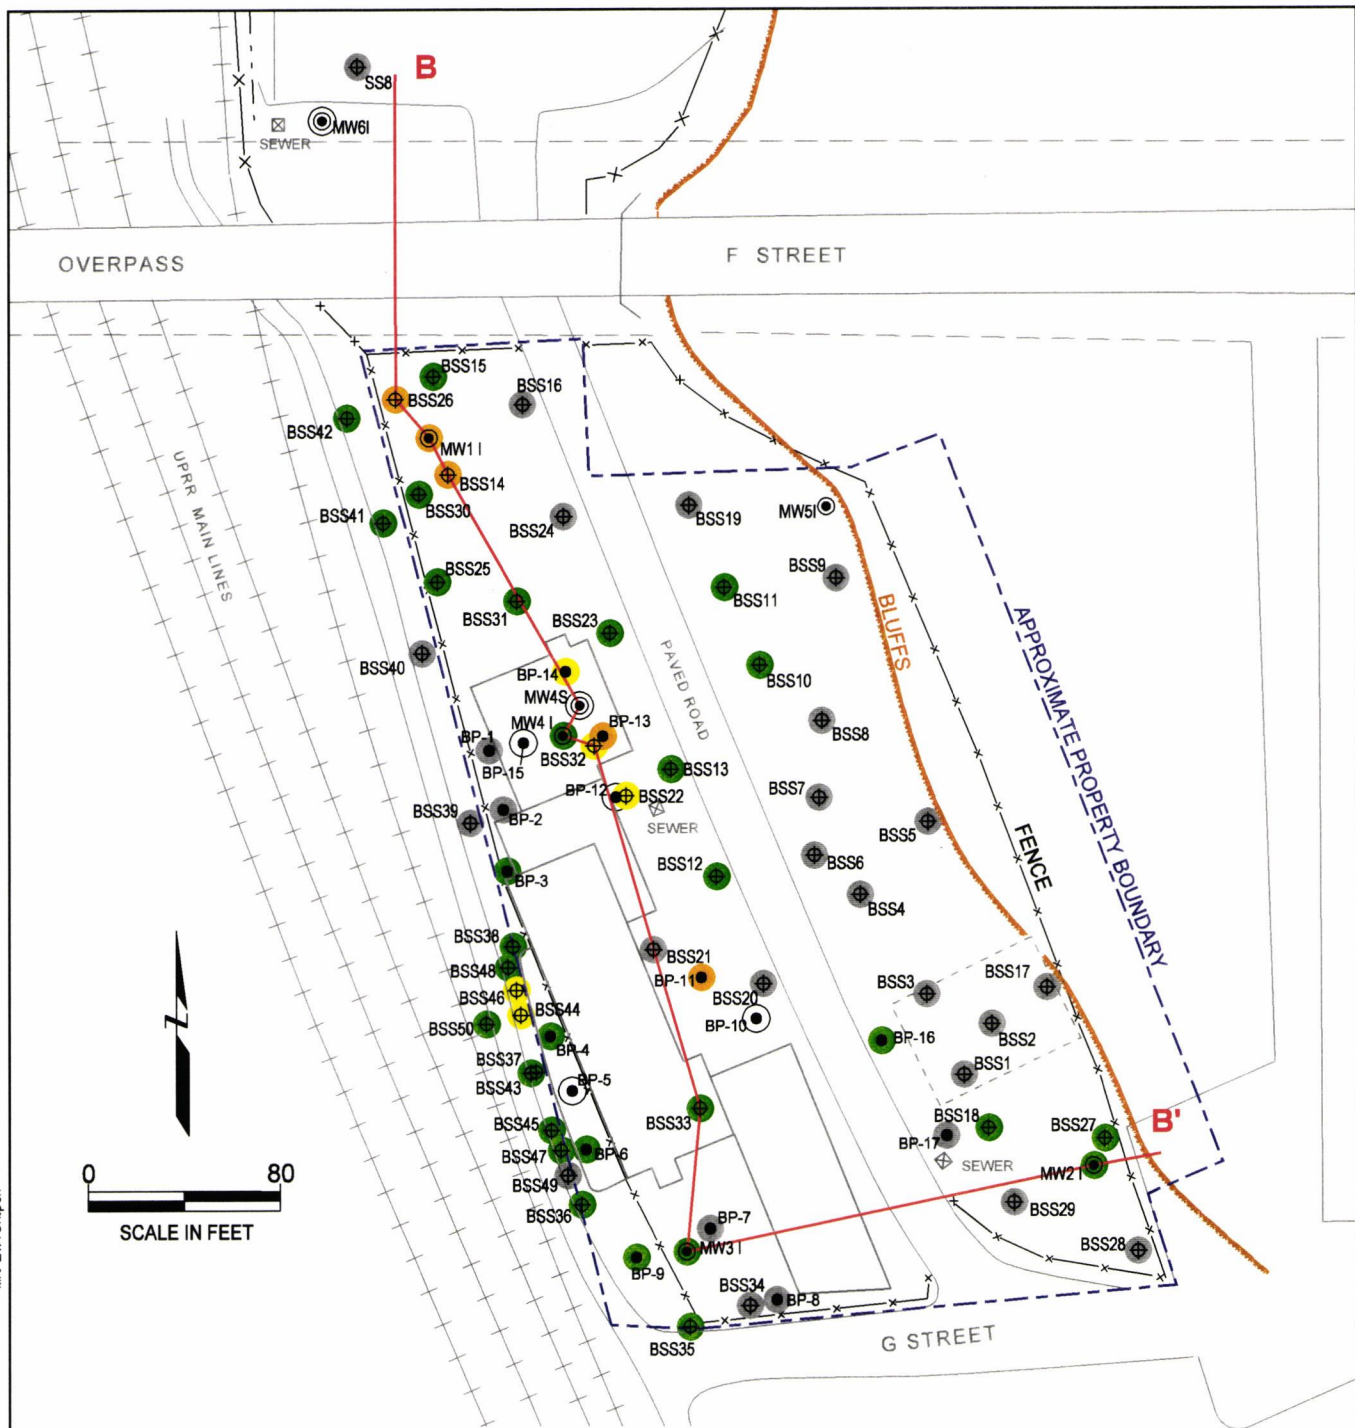 SS8
B
MW6I
SEWER
OVERPASS
F STREET
BSS15
BSS26
BSS16
BSS42
MW1 I
BSS14
BSS30
BSS41
BSS24
BSS19
MW5I
UPRR MAIN LINES
BSS25
BSS9
BSS31
BSS11
BSS23
BLUFFS
APPROXIMATE PROPERTY BOUNDARY
BSS40
BP-14
PAVED ROAD
BSS10
MW4S
MW4 I
BP-13
BSS8
BP-1
BSS32
BP-15
BSS13
BP-12
BSS22
BSS7
BSS39
BP-2
SEWER
BSS5
FENCE
BSS6
BP-3
BSS12
BSS4
BSS38
BSS48
BSS21
BSS46
BP-11
BSS20
BSS3
BSS17
BSS44
BSS50
BP-10
BSS2
BP-4
BP-16
BSS37
BSS43
BP-5
BSS1
BSS33
BSS45
BSS18
BSS27
B'
BSS47
BP-6
BP-17
SEWER
MW2 I
BSS49
0 80
SCALE IN FEET
BSS36
BSS29
BP-7
MW3 I
BSS28
BP-9
BSS34
BP-8
BSS35
G STREET